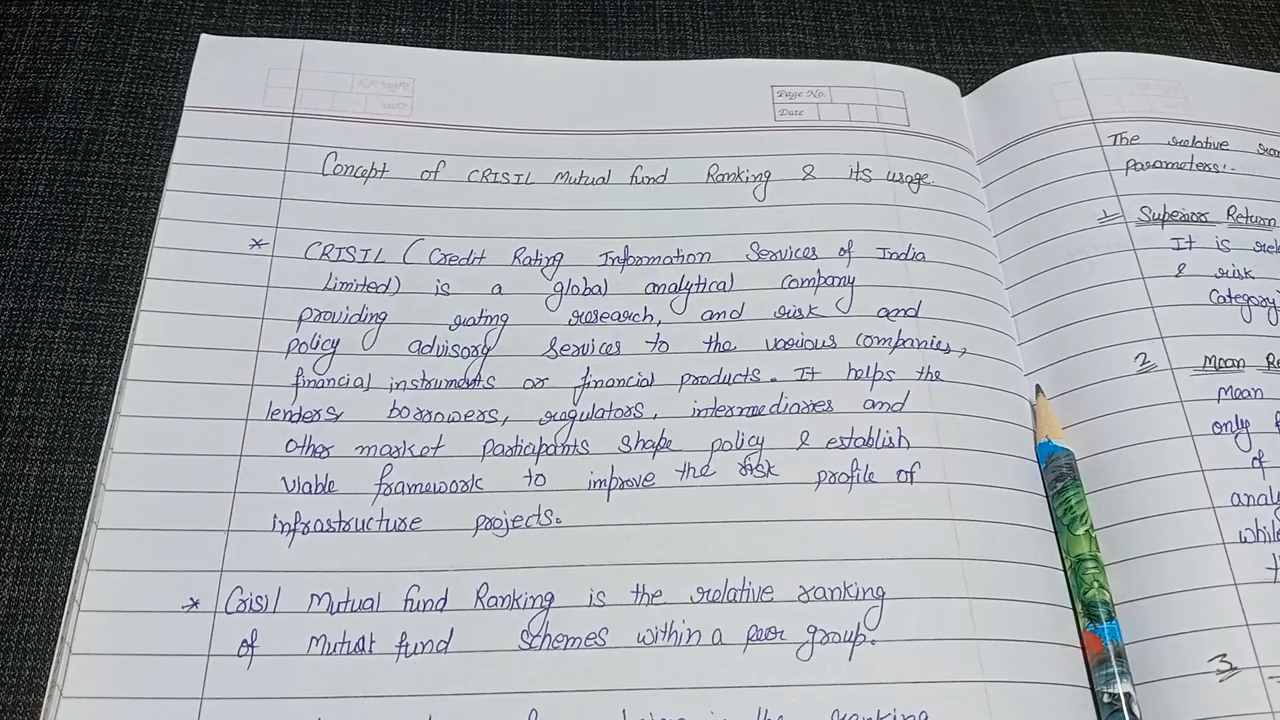 Page No.
Date
Concept of CRISIL Mutual fund Ranking & its usage.
* CRISIL (Credit Rating Information Services of India
Limited) is a global analytical company
providing rating research, and risk and
policy advisory services to the various companies,
financial instruments or financial products. It helps the
lenders, borrowers, regulators, intermediaries and
other market participants shape policy & establish
viable framework to improve the risk profile of
infrastructure projects.
* Crisil Mutual fund Ranking is the relative ranking
of Mutual fund schemes within a peer group.
the ranking
The relative
parameters:-
1 Superior Return
It is
& risk
Category
2 Mean
Mean
only
of
while
3